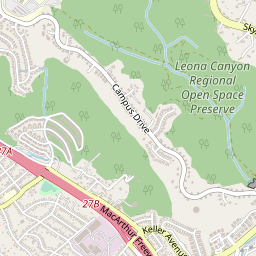 Sky
Leona Canyon
Regional
Open Space
Preserve
Campus Drive
27A
27B
MacArthur Freew
Keller Avenue